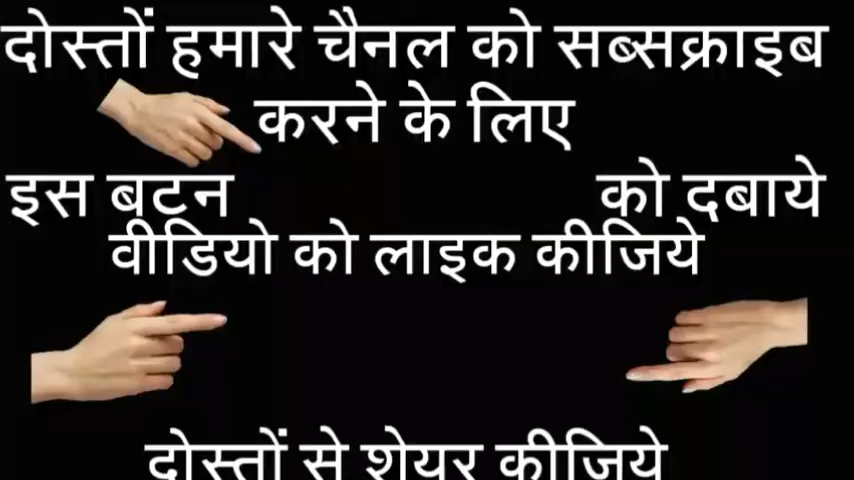 दोस्तों हमारे चैनल को सब्सक्राइब
करने के लिए
इस बटन को दबाये
वीडियो को लाइक कीजिये
दोस्तों से शेयर कीजिये